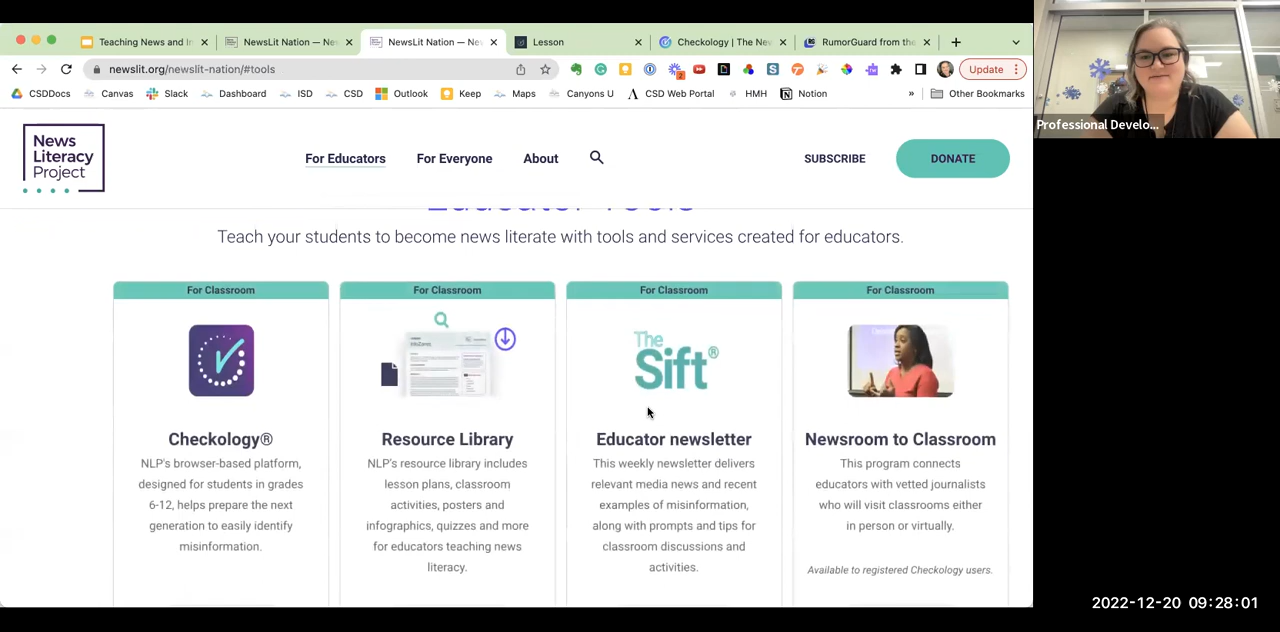 Teaching News and In
NewsLit Nation — Ne
NewsLit Nation — Nev
Lesson
Checkology | The Nev
RumorGuard from the
newslit.org/newslit-nation/#tools
2
Update
CSDDocs
Canvas
Slack
Dashboard
ISD
CSD
Outlook
Keep
Maps
Canyons U
CSD Web Portal
HMH
Notion
»
Other Bookmarks
Professional Develo...
News
Literacy
Project
For Educators
For Everyone
About
SUBSCRIBE
DONATE
Educator Tools
Teach your students to become news literate with tools and services created for educators.
For Classroom
Checkology®
NLP's browser-based platform,
designed for students in grades
6-12, helps prepare the next
generation to easily identify
misinformation.
For Classroom
Resource Library
NLP's resource library includes
lesson plans, classroom
activities, posters and
infographics, quizzes and more
for educators teaching news
literacy.
For Classroom
The
Sift®
Educator newsletter
This weekly newsletter delivers
relevant media news and recent
examples of misinformation,
along with prompts and tips for
classroom discussions and
activities.
For Classroom
Newsroom to Classroom
This program connects
educators with vetted journalists
who will visit classrooms either
in person or virtually.
Available to registered Checkology users.
2022-12-20 09:28:01